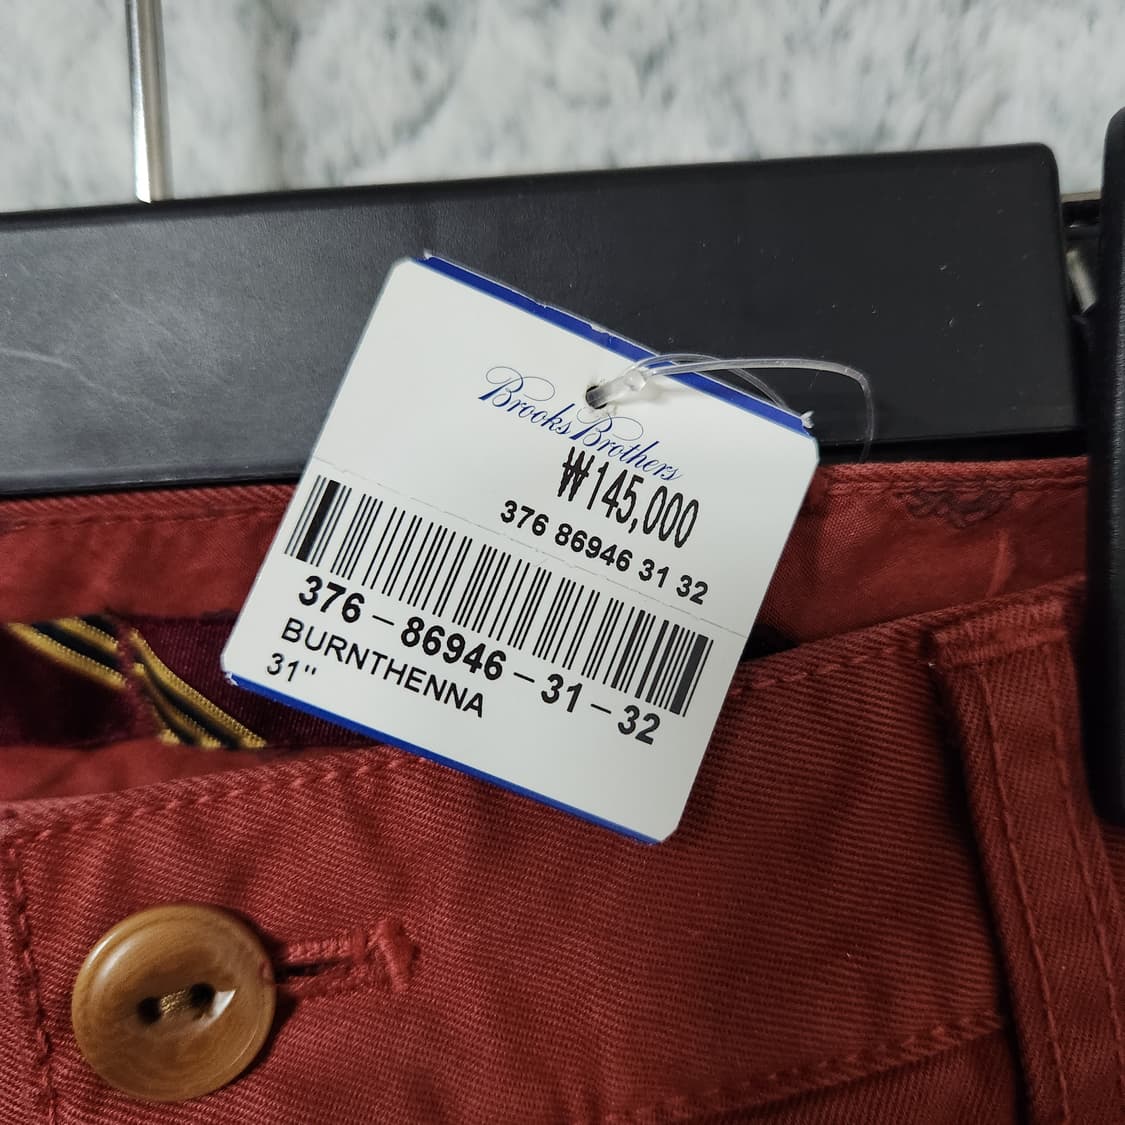 Brooks Brothers
₩145,000
376 86946 31 32
376-86946-31-32
BURNTHENNA
31"